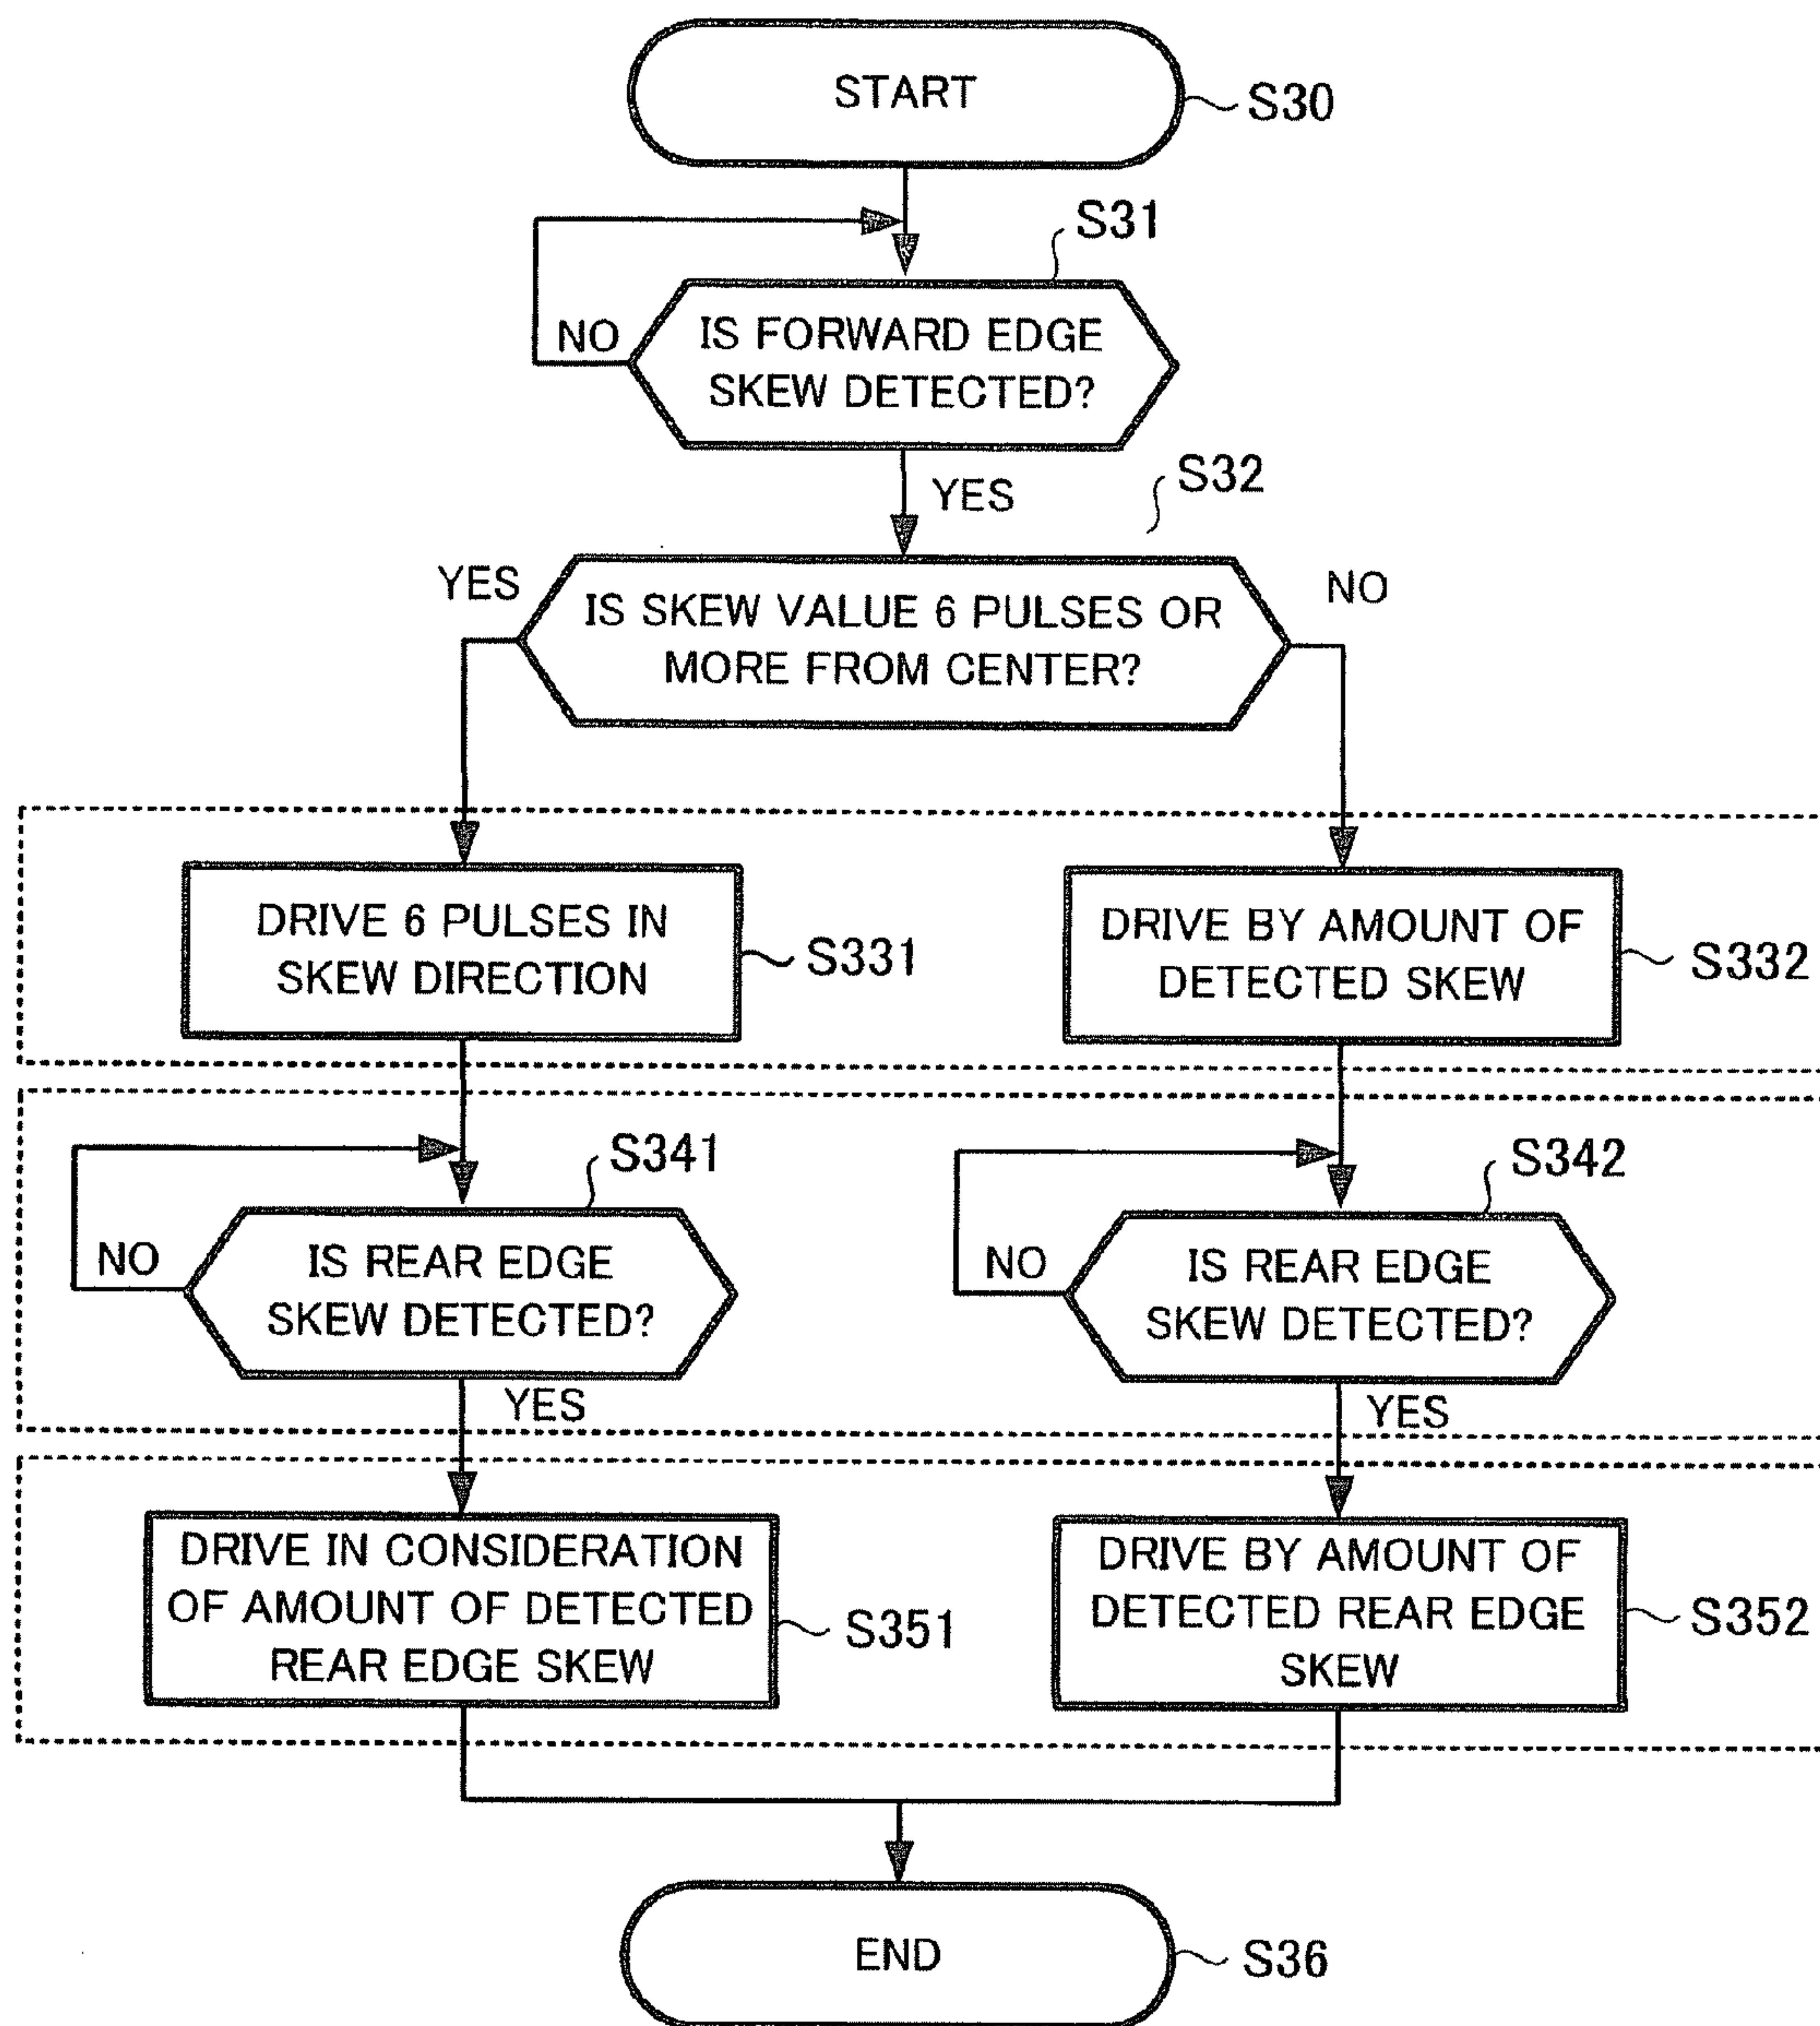 START
S30
S31
NO
IS FORWARD EDGE
SKEW DETECTED?
YES
S32
YES
NO
IS SKEW VALUE 6 PULSES OR
MORE FROM CENTER?
DRIVE 6 PULSES IN
SKEW DIRECTION
S331
DRIVE BY AMOUNT OF
DETECTED SKEW
S332
S341
NO
IS REAR EDGE
SKEW DETECTED?
YES
S342
NO
IS REAR EDGE
SKEW DETECTED?
YES
DRIVE IN CONSIDERATION
OF AMOUNT OF DETECTED
REAR EDGE SKEW
S351
DRIVE BY AMOUNT OF
DETECTED REAR EDGE
SKEW
S352
END
S36